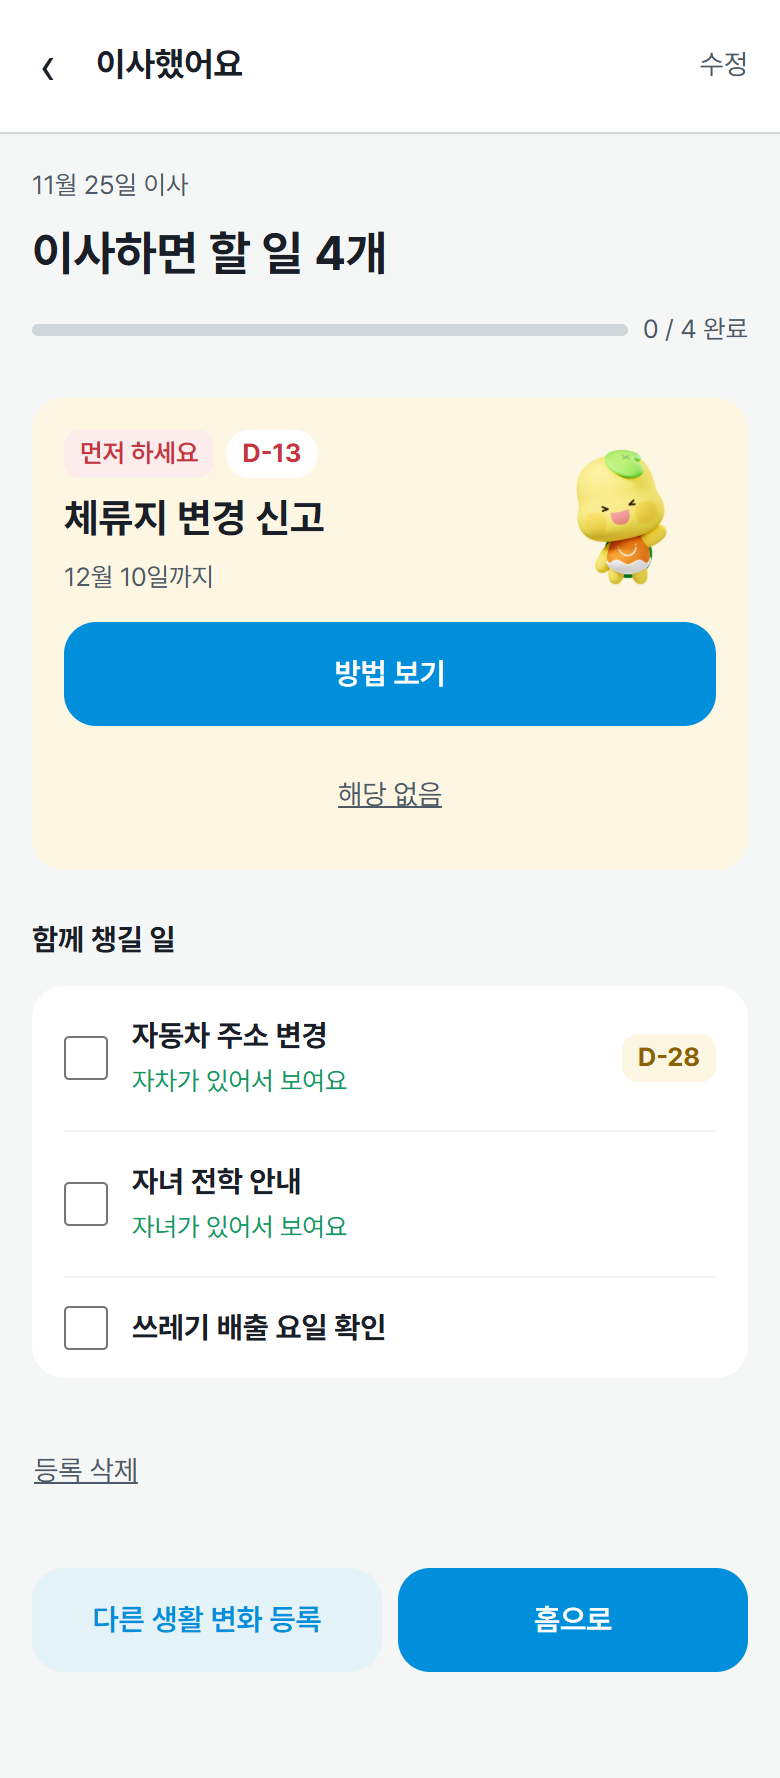 ‹ 이사했어요 수정
11월 25일 이사
이사하면 할 일 4개
0 / 4 완료
먼저 하세요 D-13
체류지 변경 신고
12월 10일까지
방법 보기
해당 없음
함께 챙길 일
자동차 주소 변경
자차가 있어서 보여요
D-28
자녀 전학 안내
자녀가 있어서 보여요
쓰레기 배출 요일 확인
등록 삭제
다른 생활 변화 등록 홈으로